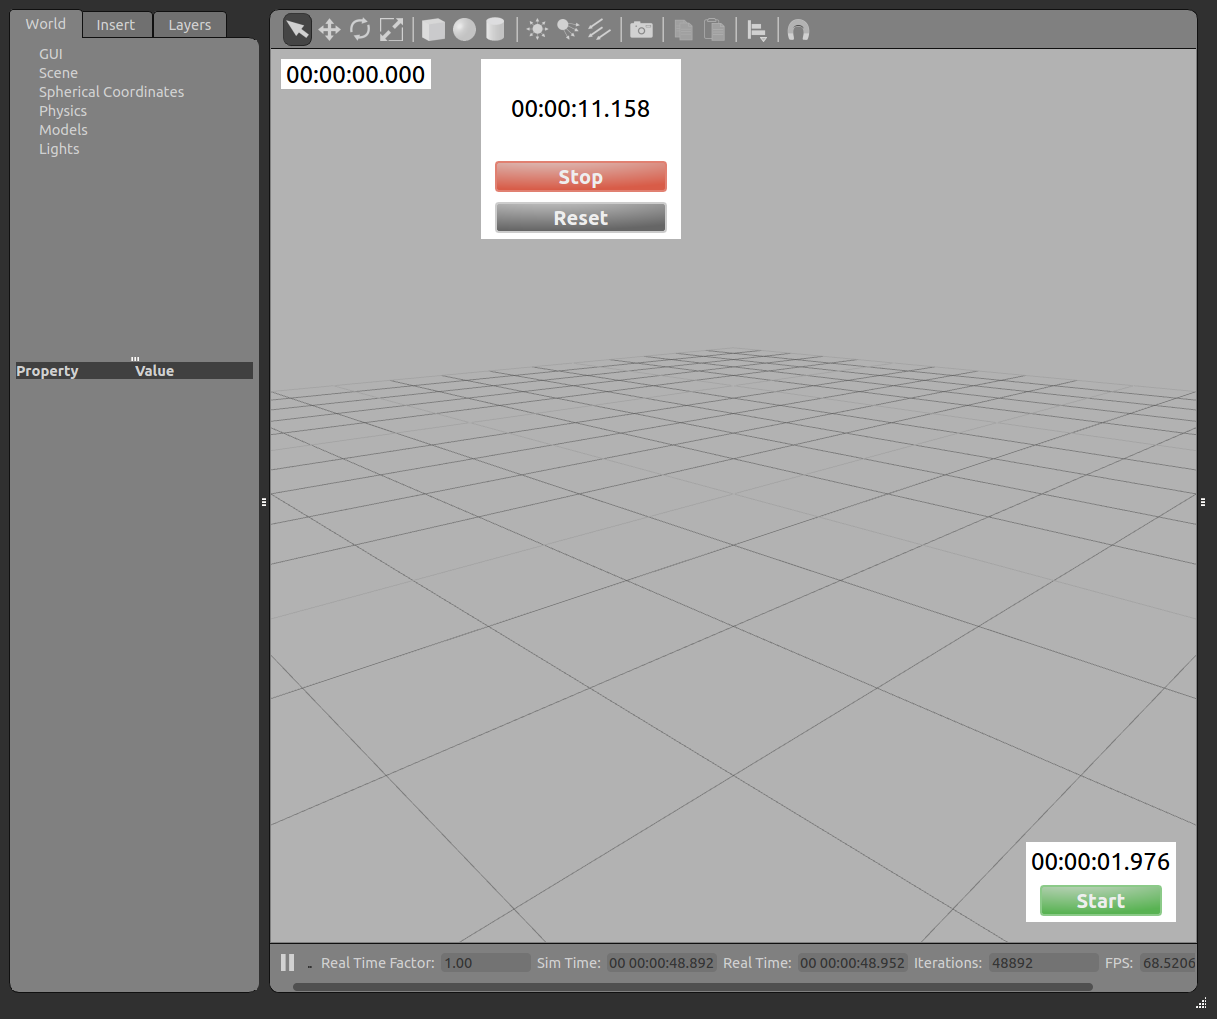 World Insert Layers
GUI
Scene
Spherical Coordinates
Physics
Models
Lights
Property Value
00:00:00.000
00:00:11.158
Stop
Reset
00:00:01.976
Start
Real Time Factor: 1.00 Sim Time: 00 00:00:48.892 Real Time: 00 00:00:48.952 Iterations: 48892 FPS: 68.5206